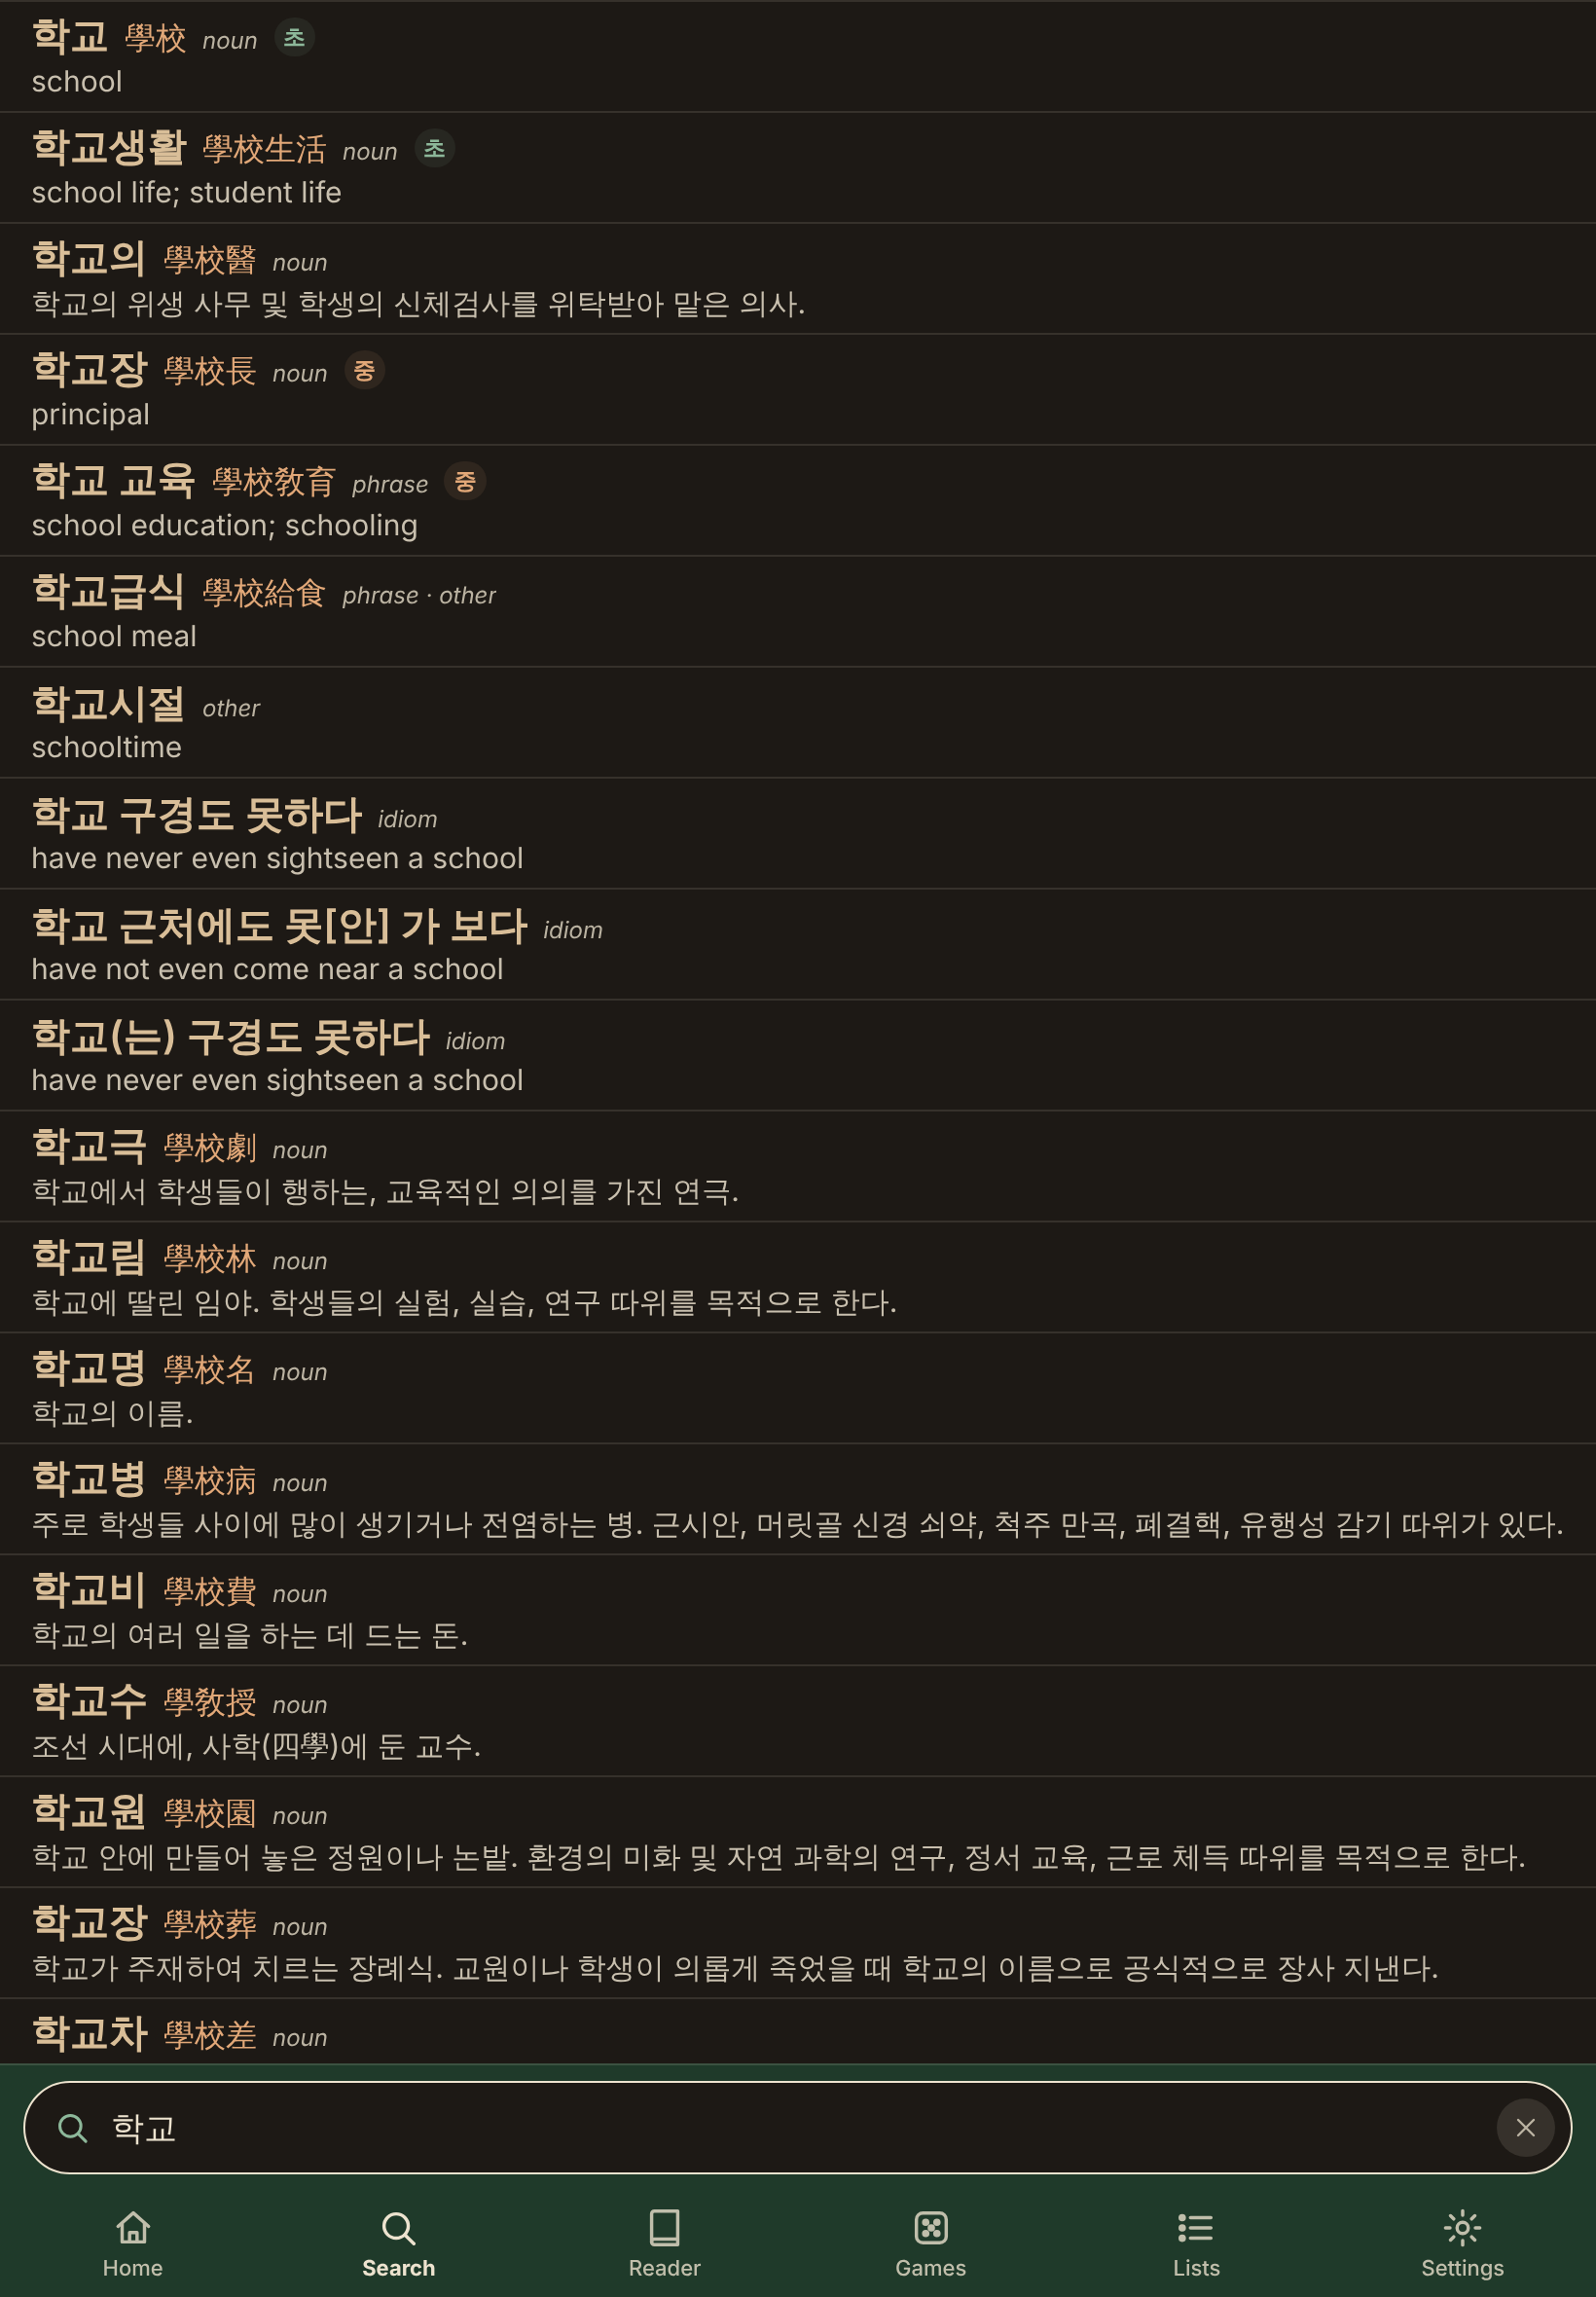 학교 學校 noun 초
school
학교생활 學校生活 noun 초
school life; student life
학교의 學校醫 noun
학교의 위생 사무 및 학생의 신체검사를 위탁받아 맡은 의사.
학교장 學校長 noun 중
principal
학교 교육 學校敎育 phrase 중
school education; schooling
학교급식 學校給食 phrase · other
school meal
학교시절 other
schooltime
학교 구경도 못하다 idiom
have never even sightseen a school
학교 근처에도 못[안] 가 보다 idiom
have not even come near a school
학교(는) 구경도 못하다 idiom
have never even sightseen a school
학교극 學校劇 noun
학교에서 학생들이 행하는, 교육적인 의의를 가진 연극.
학교림 學校林 noun
학교에 딸린 임야. 학생들의 실험, 실습, 연구 따위를 목적으로 한다.
학교명 學校名 noun
학교의 이름.
학교병 學校病 noun
주로 학생들 사이에 많이 생기거나 전염하는 병. 근시안, 머릿골 신경 쇠약, 척주 만곡, 폐결핵, 유행성 감기 따위가 있다.
학교비 學校費 noun
학교의 여러 일을 하는 데 드는 돈.
학교수 學敎授 noun
조선 시대에, 사학(四學)에 둔 교수.
학교원 學校園 noun
학교 안에 만들어 놓은 정원이나 논밭. 환경의 미화 및 자연 과학의 연구, 정서 교육, 근로 체득 따위를 목적으로 한다.
학교장 學校葬 noun
학교가 주재하여 치르는 장례식. 교원이나 학생이 의롭게 죽었을 때 학교의 이름으로 공식적으로 장사 지낸다.
학교차 學校差 noun
학교
Home Search Reader Games Lists Settings